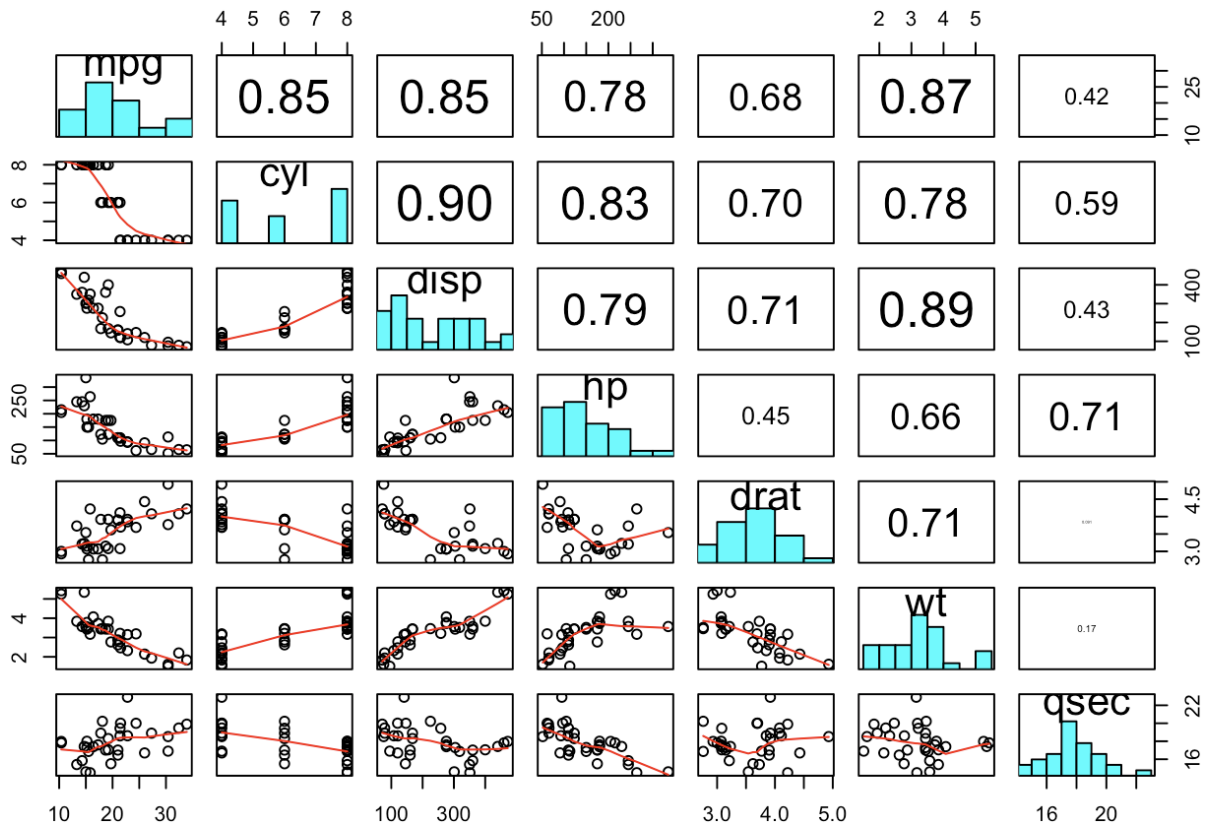 4 5 6 7 8 50 200 2 3 4 5
mpg 0.85 0.85 0.78 0.68 0.87 0.42 10 25
8 6 4 cyl 0.90 0.83 0.70 0.78 0.59
disp 0.79 0.71 0.89 0.43 100 400
50 250 hp 0.45 0.66 0.71
drat 0.71 0.091 3.0 4.5
4 2 wt 0.17
qsec 16 22
10 20 30 100 300 3.0 4.0 5.0 16 20